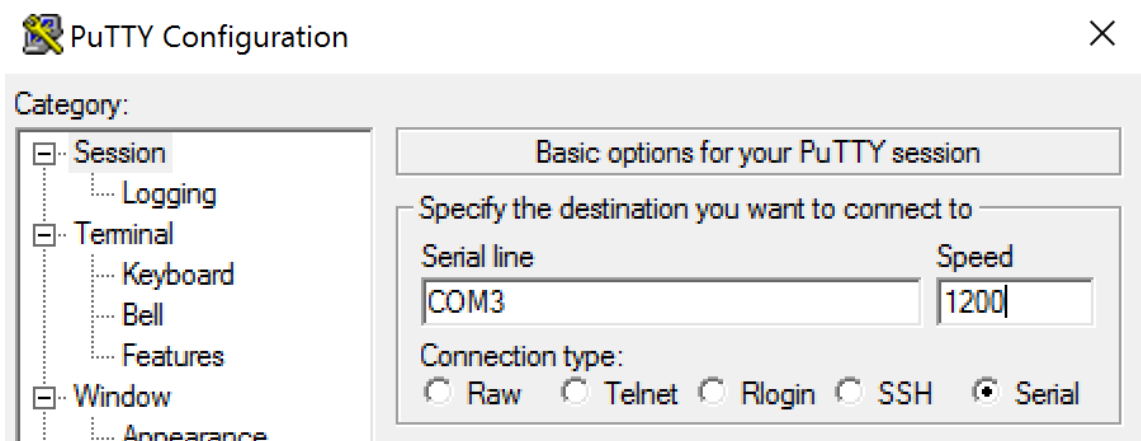 PuTTY Configuration
Category:
Session
Logging
Terminal
Keyboard
Bell
Features
Window
Appearance
Basic options for your PuTTY session
Specify the destination you want to connect to
Serial line Speed
COM3 1200
Connection type:
Raw Telnet Rlogin SSH Serial